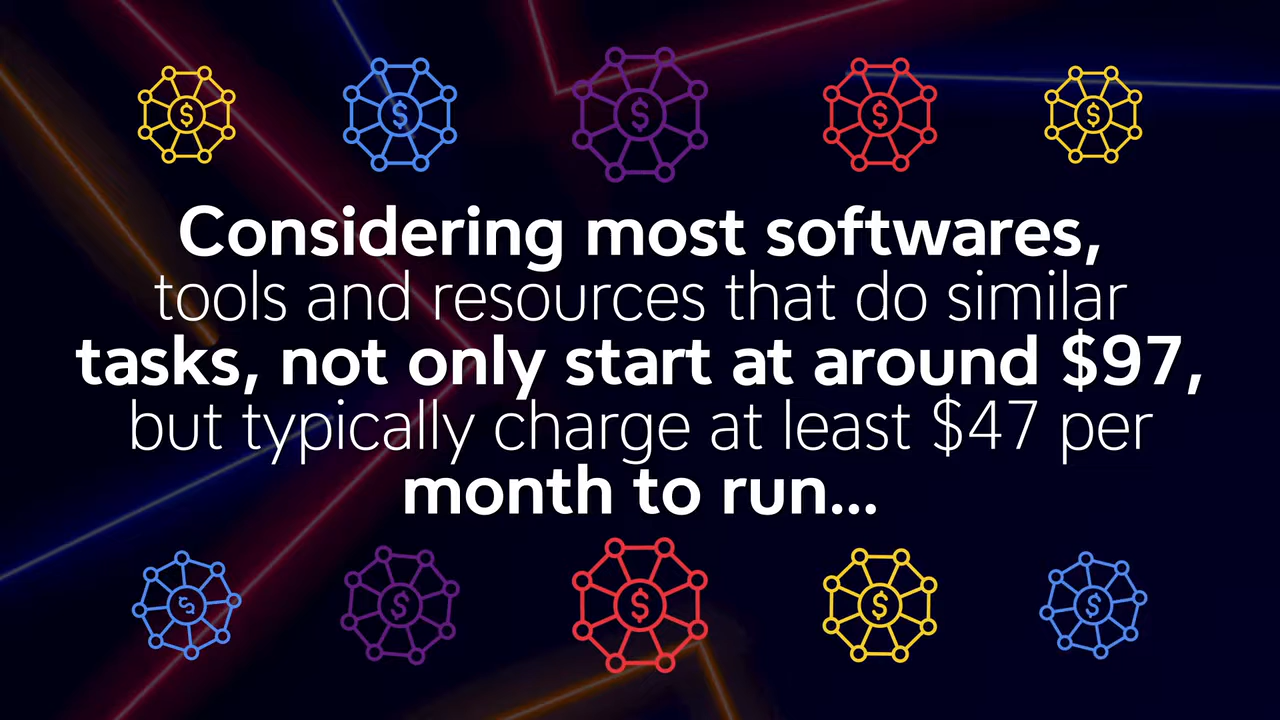 Considering most softwares,
tools and resources that do similar
tasks, not only start at around $97,
but typically charge at least $47 per
month to run...